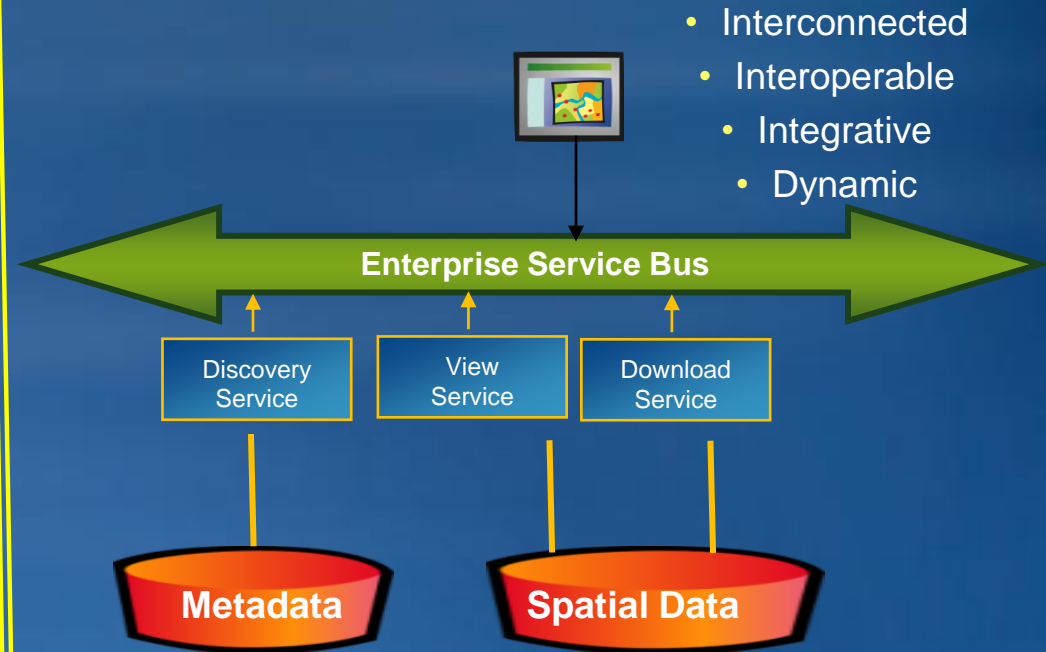 • Interconnected
• Interoperable
• Integrative
• Dynamic
Enterprise Service Bus
Discovery
Service
View
Service
Download
Service
Metadata
Spatial Data